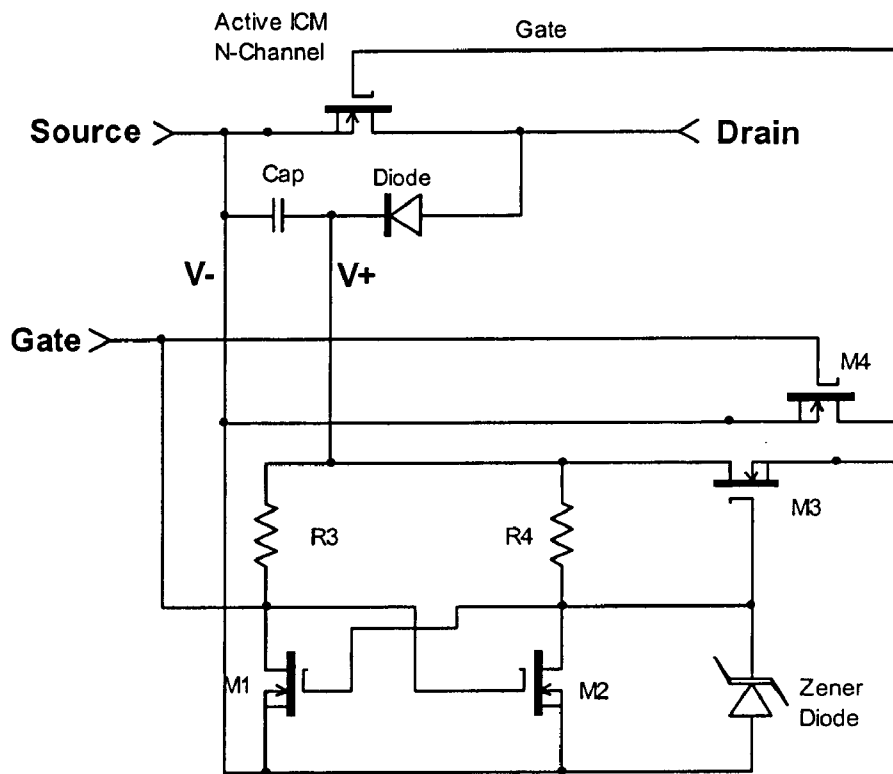 Active ICM
N-Channel
Gate
Source
Drain
Cap
Diode
V-
V+
Gate
M4
M3
R3
R4
M1
M2
Zener
Diode